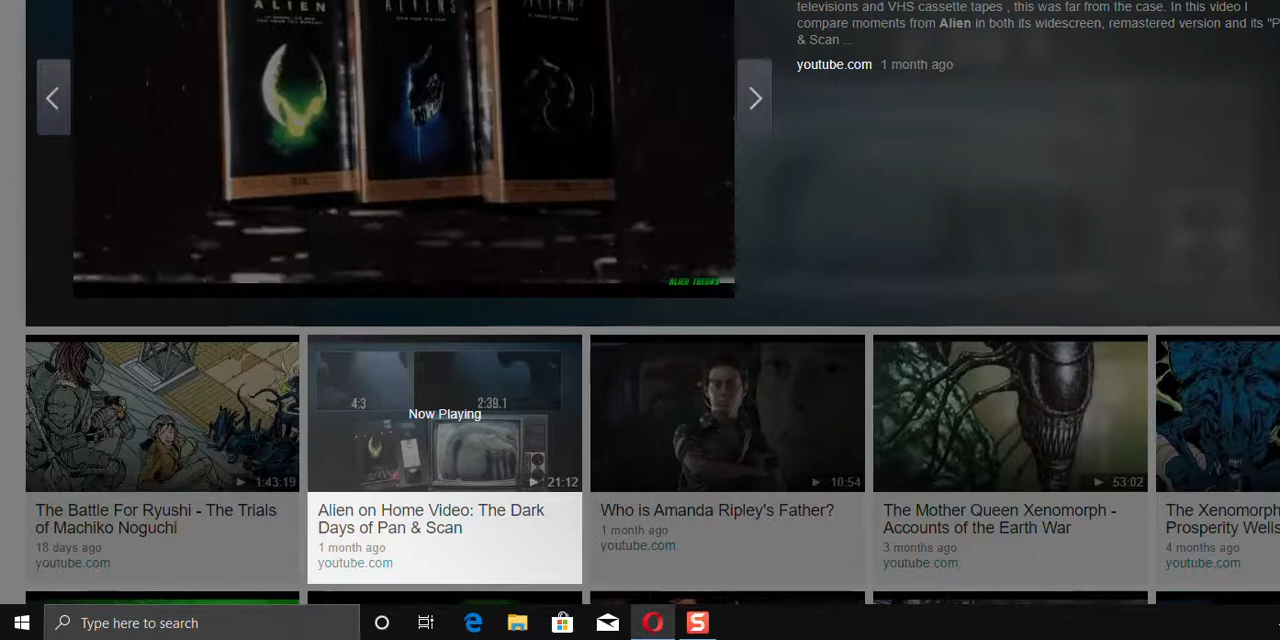 ALIEN
ALIENS
televisions and VHS cassette tapes , this was far from the case. In this video I
compare moments from Alien in both its widescreen, remastered version and its "P
& Scan ...
youtube.com 1 month ago
ALIEN THEORY
4:3
2:39.1
Now Playing
1:43:19
21:12
10:54
53:02
The Battle For Ryushi - The Trials
of Machiko Noguchi
18 days ago
youtube.com
Alien on Home Video: The Dark
Days of Pan & Scan
1 month ago
youtube.com
Who is Amanda Ripley's Father?
1 month ago
youtube.com
The Mother Queen Xenomorph -
Accounts of the Earth War
3 months ago
youtube.com
The Xenomorph
Prosperity Wells
4 months ago
youtube.com
Type here to search